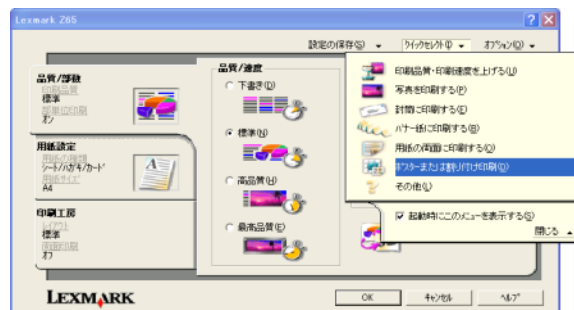 Lexmark Z65
設定の保存(S) クイックセレクト(I) オプション(O)
品質/部数
印刷品質
標準
部単位印刷
オン
用紙設定
用紙の種類
シート/ハガキ/カード
用紙サイズ
A4
印刷工房
レイアウト
標準
両面印刷
オフ
品質/速度
下書き(D)
標準(N)
高品質(H)
最高品質(E)
印刷品質・印刷速度を上げる(U)
写真を印刷する(P)
封筒に印刷する(E)
バナー紙に印刷する(B)
用紙の両面に印刷する(O)
ポスターまたは割り付け印刷(O)
その他(L)
起動時にこのメニューを表示する(S)
閉じる
LEXMARK
OK キャンセル ヘルプ